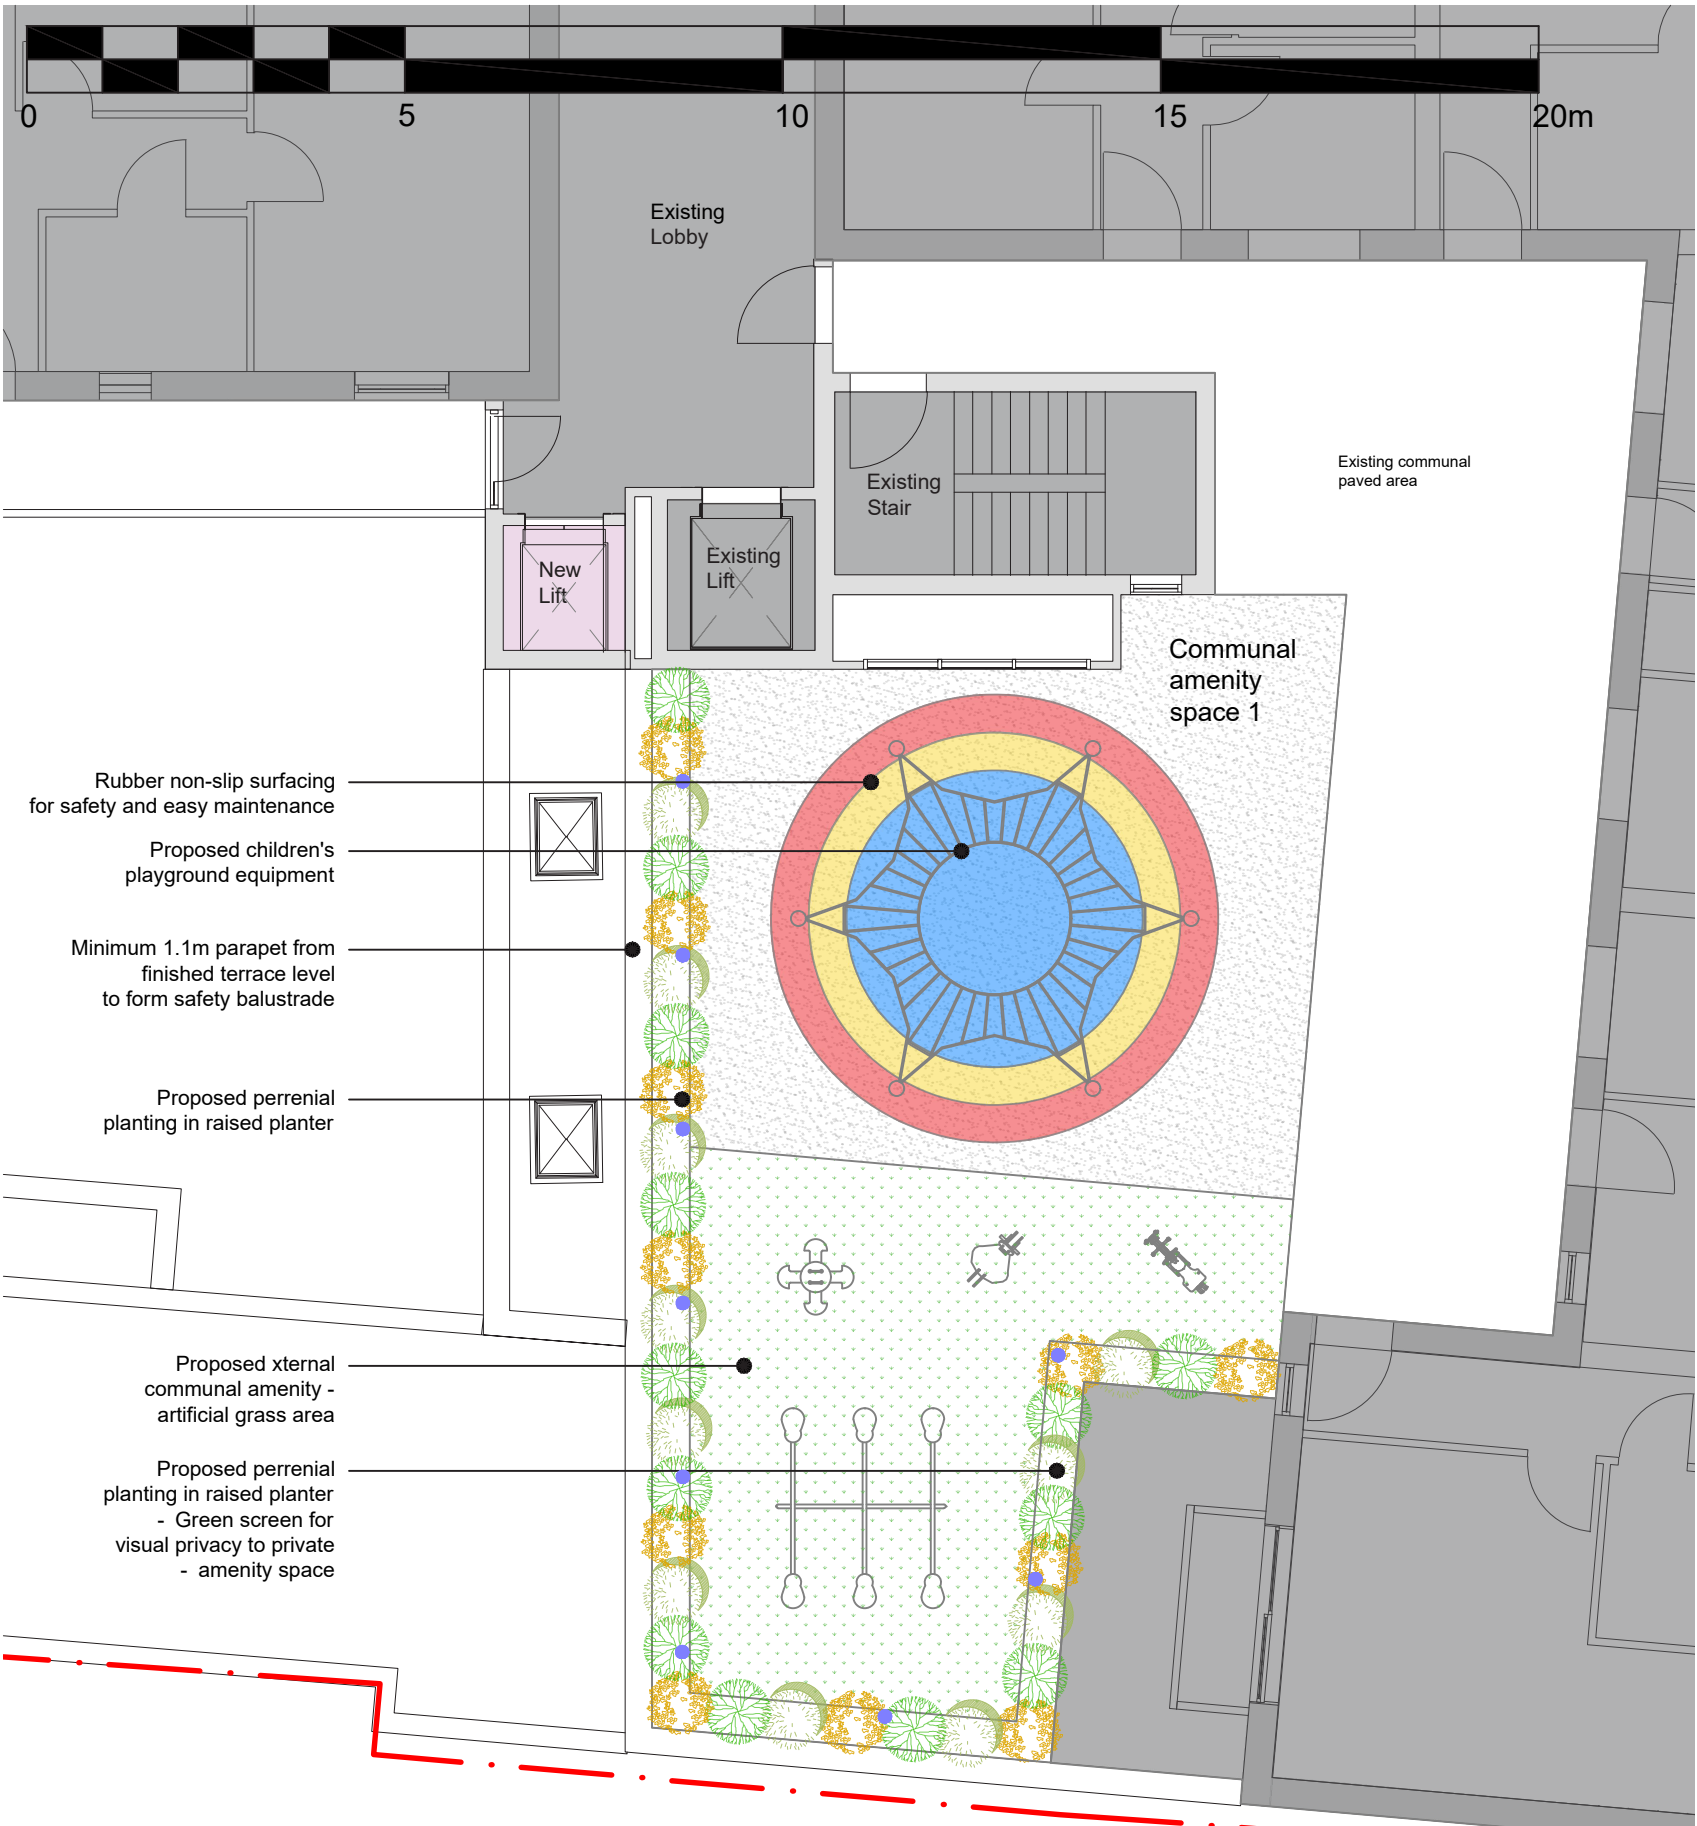 0
5
10
15
20m
Existing
Lobby
Existing communal
paved area
Existing
Stair
Existing
Lift
New
Lift
Communal
amenity
space 1
Rubber non-slip surfacing
for safety and easy maintenance
Proposed children's
playground equipment
Minimum 1.1m parapet from
finished terrace level
to form safety balustrade
Proposed perrenial
planting in raised planter
Proposed xternal
communal amenity -
artificial grass area
Proposed perrenial
planting in raised planter
- Green screen for
visual privacy to private
- amenity space